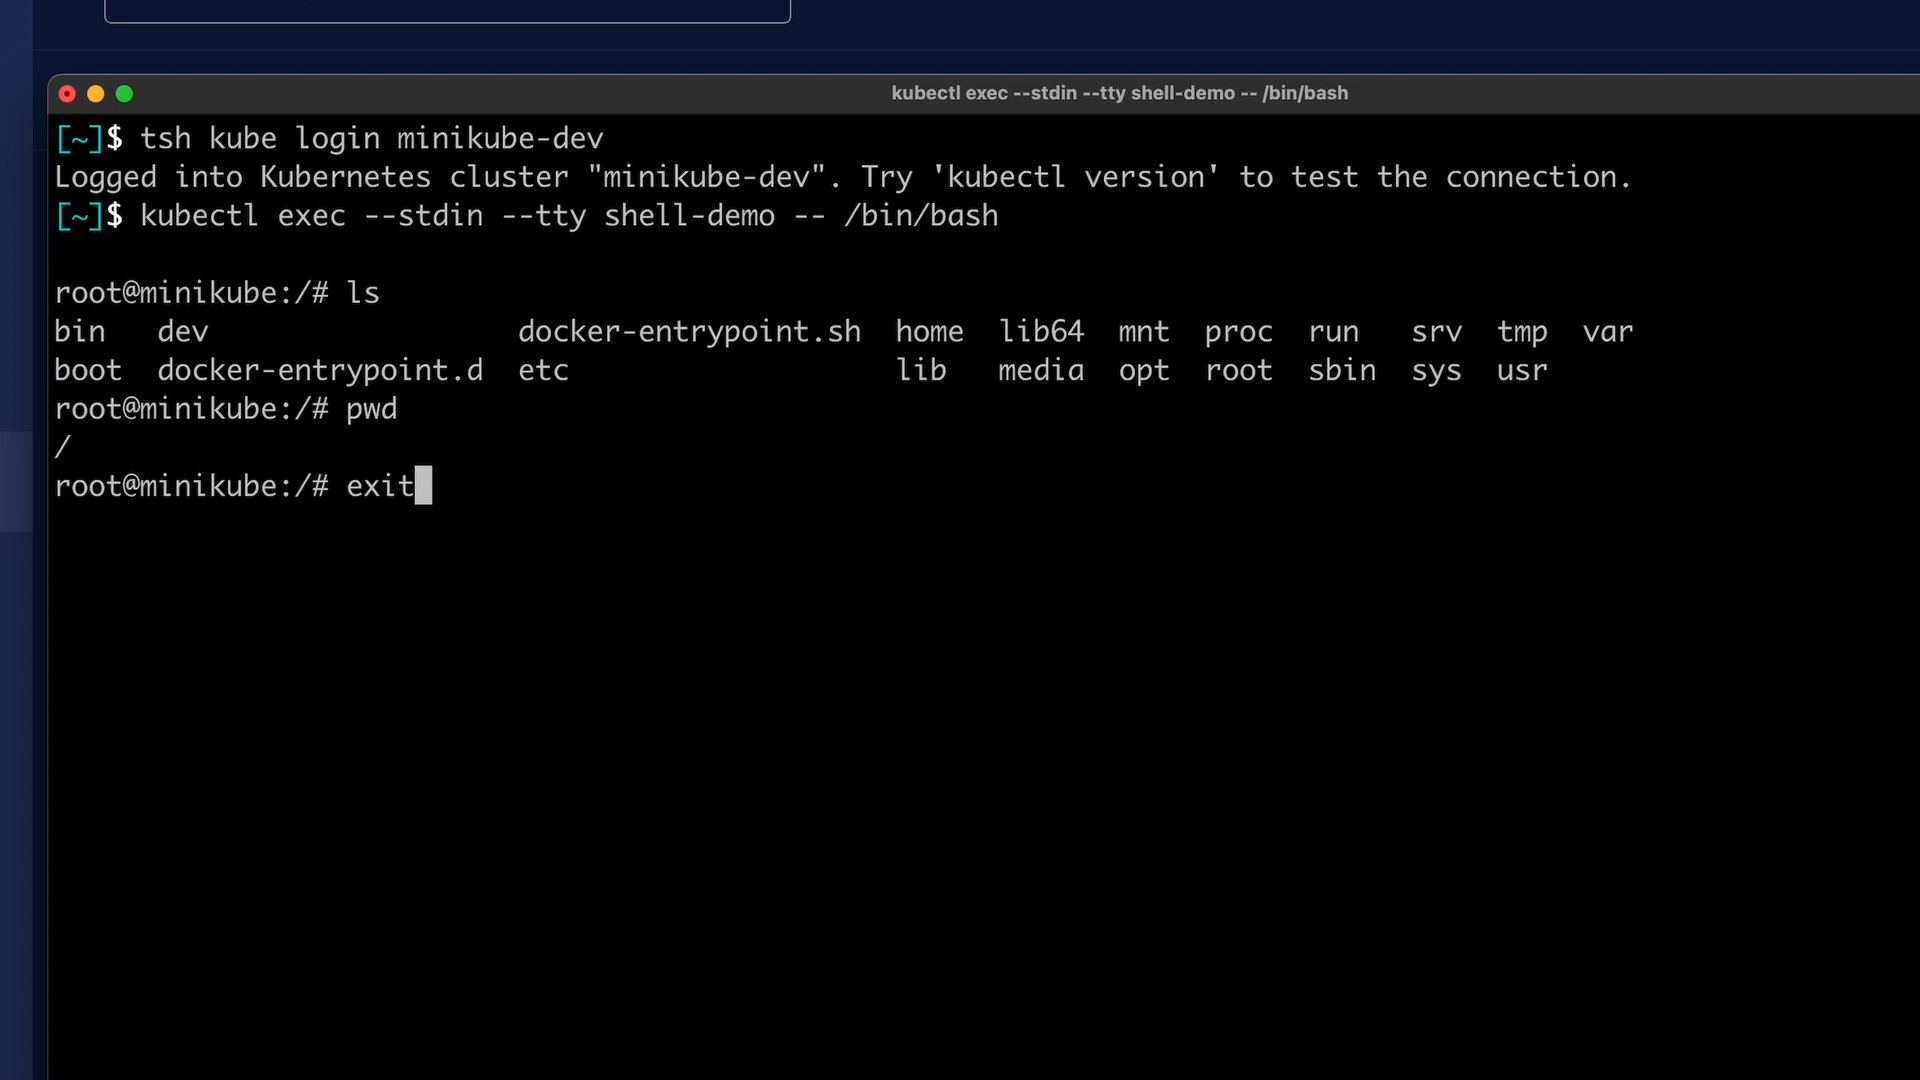 kubectl exec --stdin --tty shell-demo -- /bin/bash
[~]$ tsh kube login minikube-dev
Logged into Kubernetes cluster "minikube-dev". Try 'kubectl version' to test the connection.
[~]$ kubectl exec --stdin --tty shell-demo -- /bin/bash
root@minikube:/# ls
bin   dev                  docker-entrypoint.sh  home  lib64  mnt  proc  run   srv  tmp  var
boot  docker-entrypoint.d  etc                   lib   media  opt  root  sbin  sys  usr
root@minikube:/# pwd
/
root@minikube:/# exit